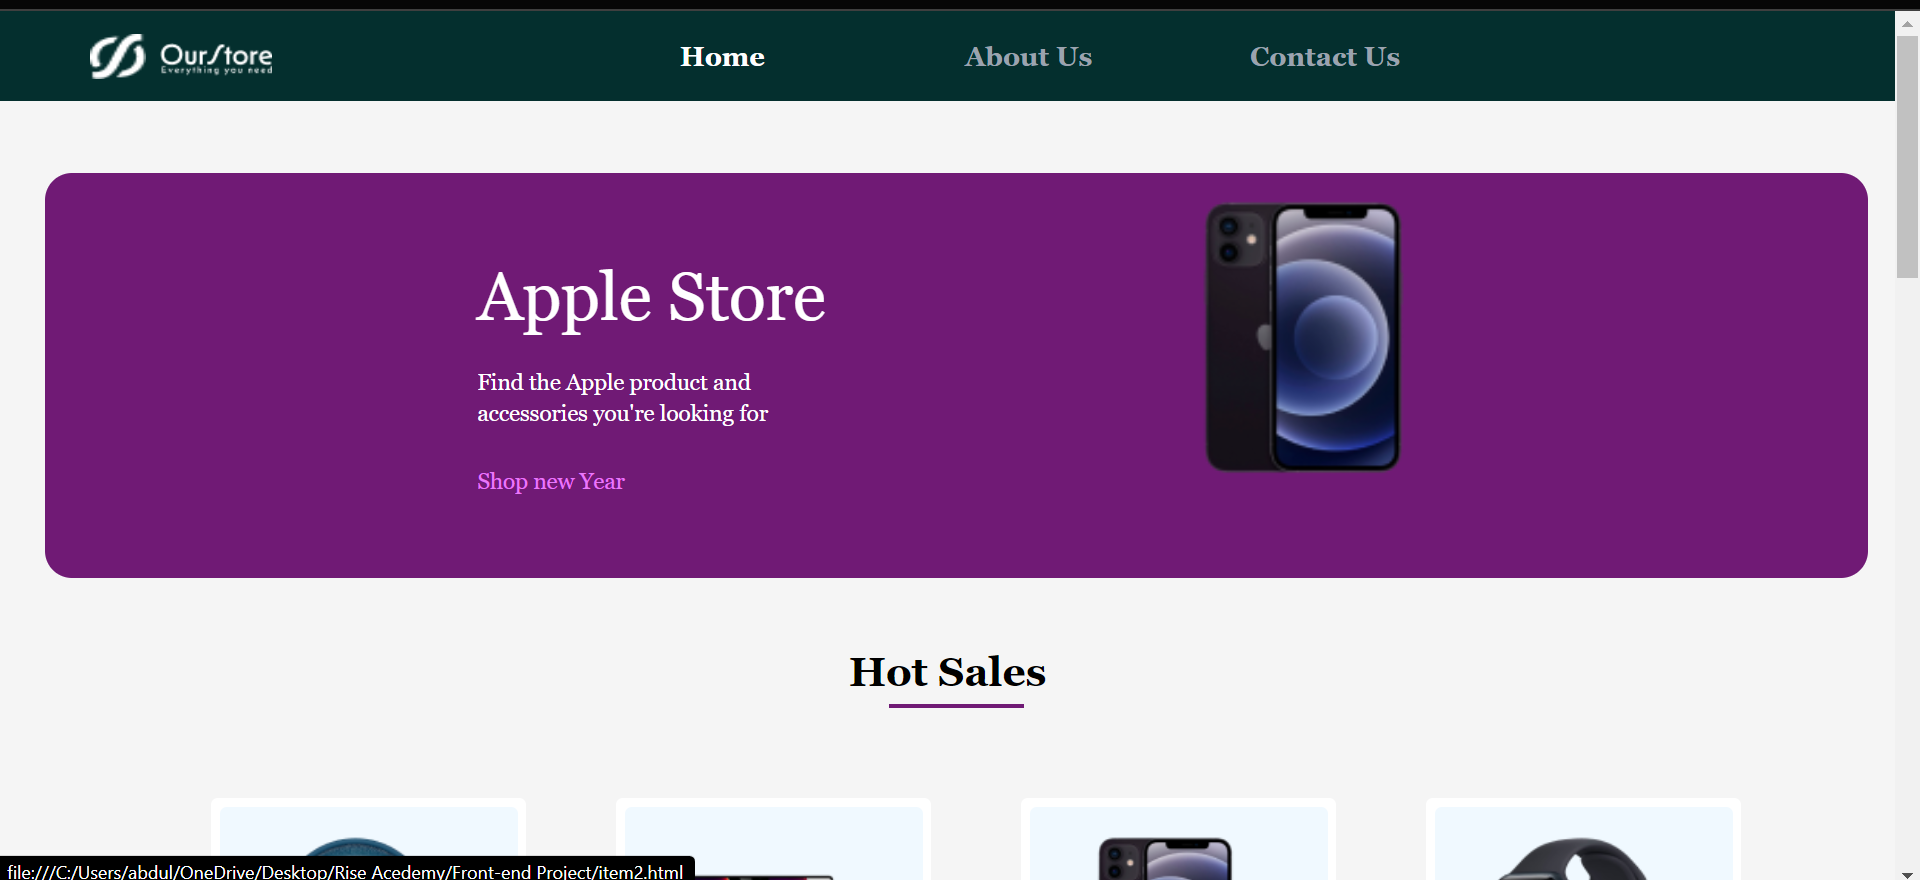 OurStore
Everything you need
Home
About Us
Contact Us
Apple Store
Find the Apple product and
accessories you're looking for
Shop new Year
Hot Sales
file:///C:/Users/abdul/OneDrive/Desktop/Rise Acedemy/Front-end Project/item2.html